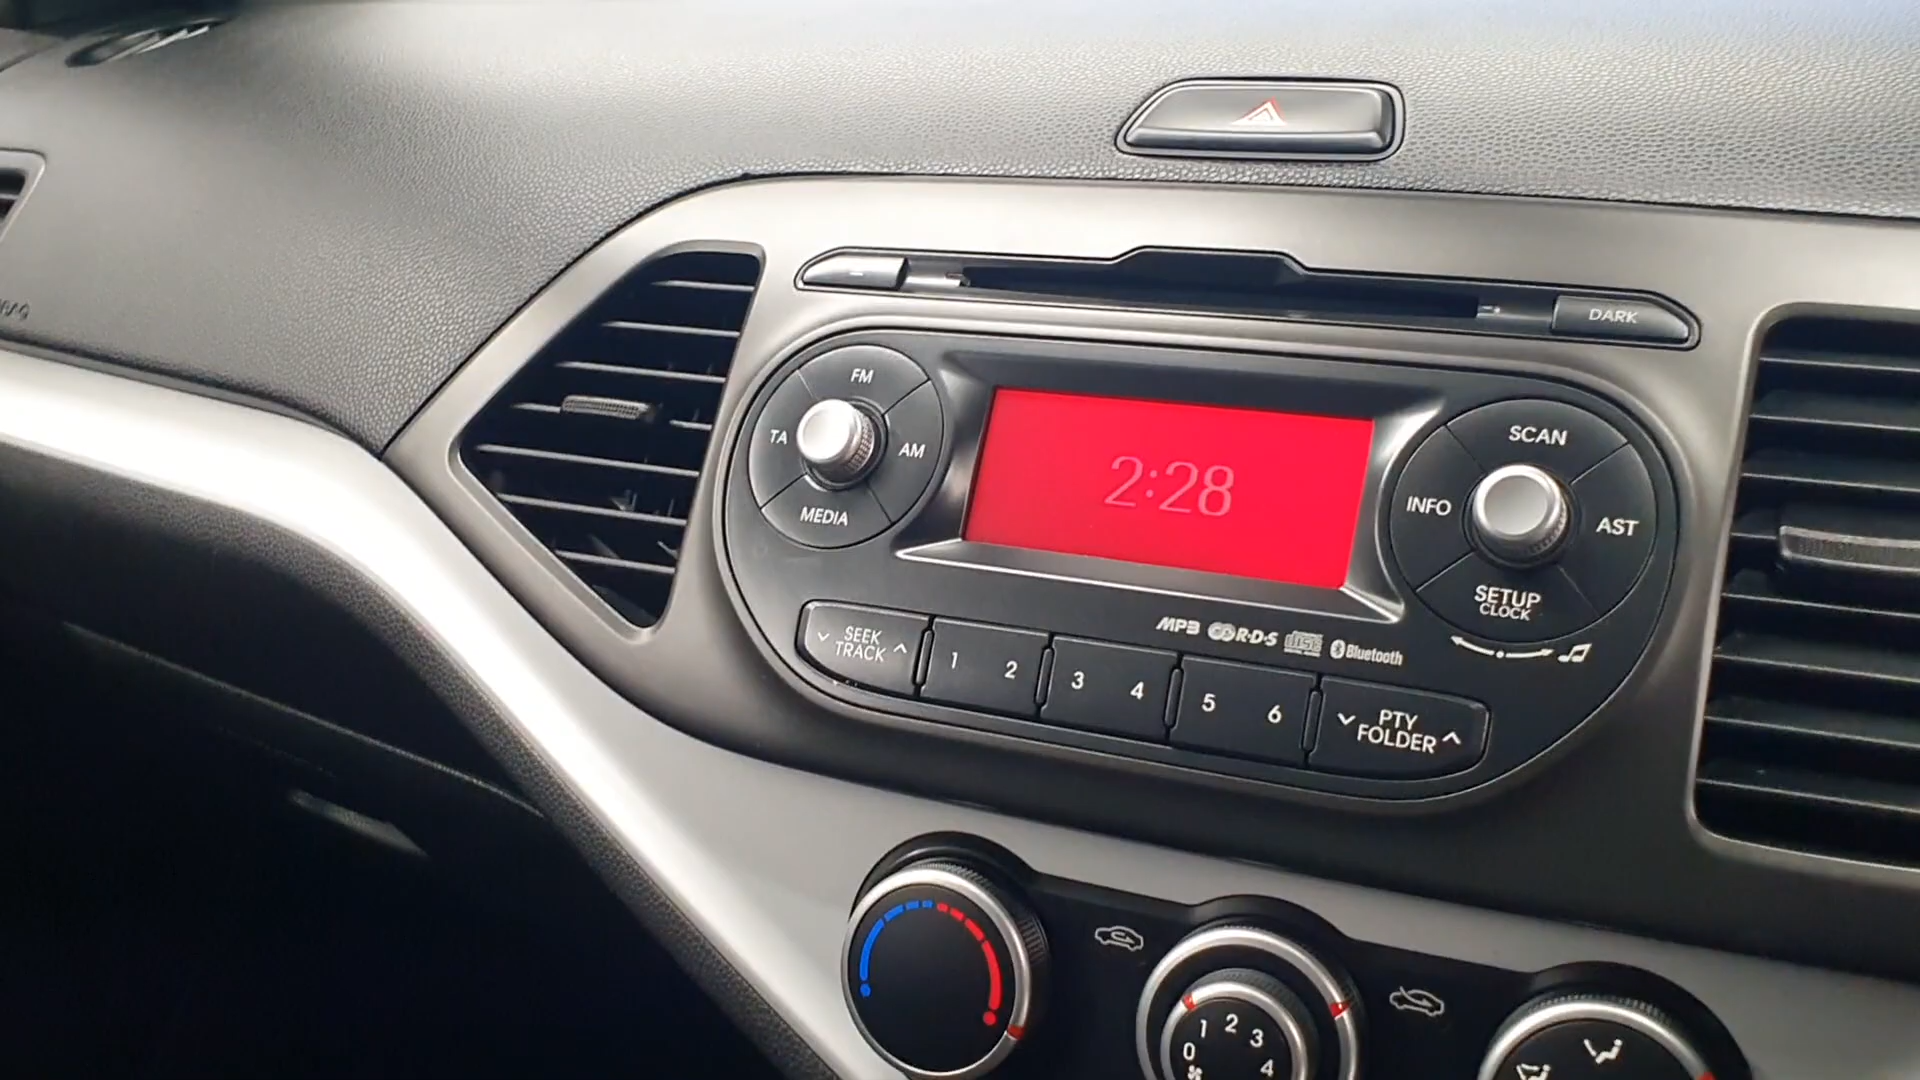 DARK
FM
TA
AM
MEDIA
2:28
SCAN
INFO
AST
SETUP
CLOCK
MP3 R·D·S Bluetooth
SEEK
TRACK
1 2 3 4 5 6
PTY
FOLDER
0 1 2 3 4